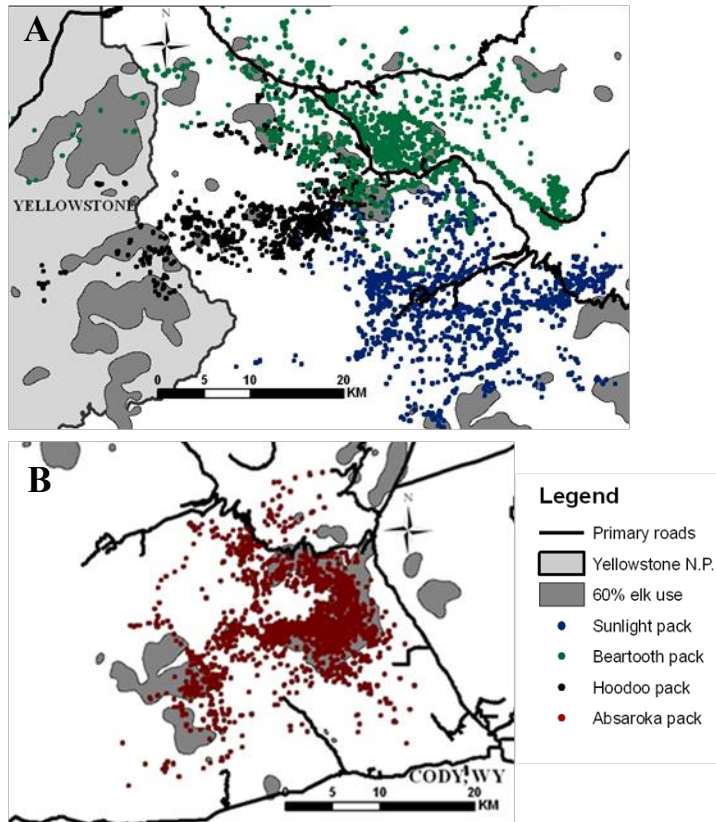 A
N
YELLOWSTONE
0 5 10 20
KM
B
N
CODY, WY
0 5 10 20
KM
Legend
Primary roads
Yellowstone N.P.
60% elk use
Sunlight pack
Beartooth pack
Hoodoo pack
Absaroka pack